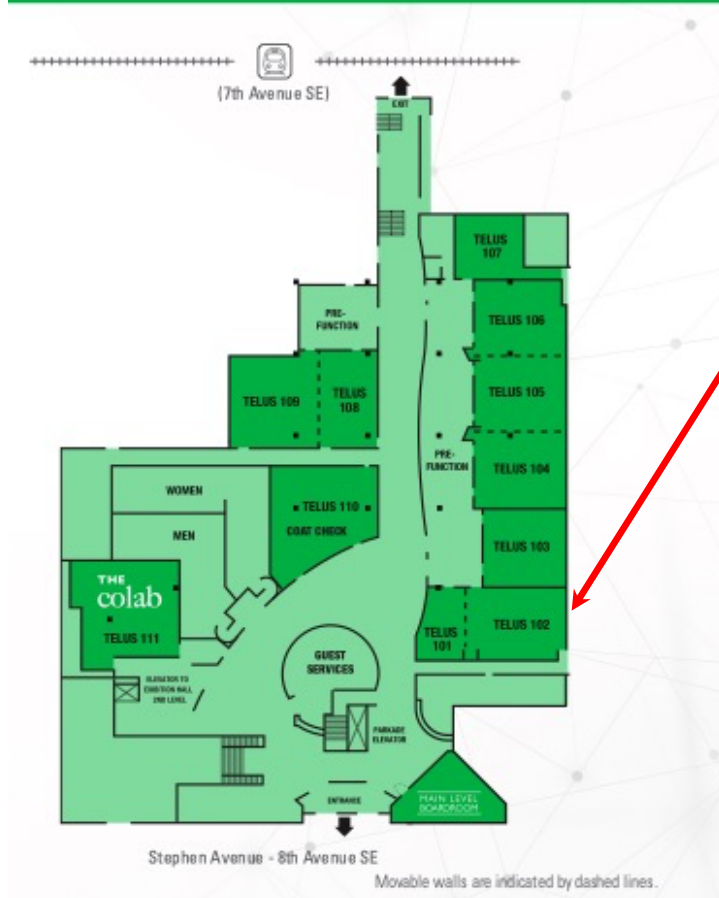 (7th Avenue SE)
EXIT
TELUS
107
PRE-
FUNCTION
TELUS 106
TELUS 109
TELUS
108
TELUS 105
PRE-
FUNCTION
TELUS 104
WOMEN
TELUS 110
COAT CHECK
MEN
TELUS 103
THE
colab
TELUS 111
TELUS
101
TELUS 102
GUEST
SERVICES
ELEVATOR TO
EXHIBITION HALL
2ND LEVEL
PARKADE
ELEVATOR
ENTRANCE
MAIN LEVEL
BOARDROOM
Stephen Avenue - 8th Avenue SE
Movable walls are indicated by dashed lines.